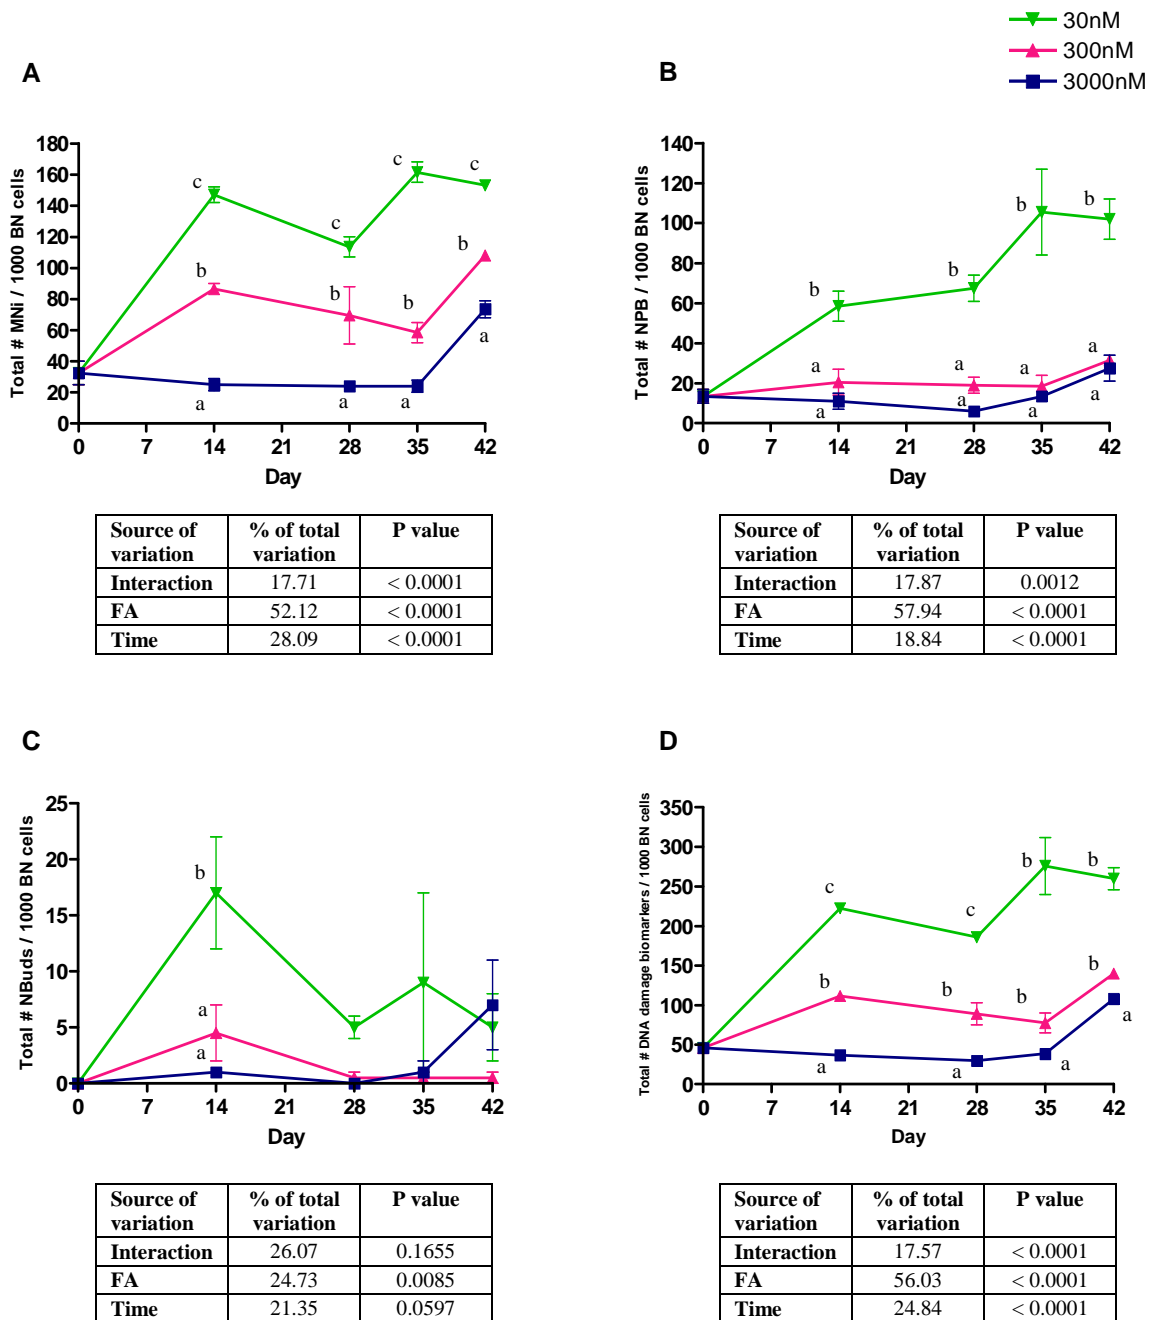 30nM
300nM
3000nM
A
Total # MNi / 1000 BN cells
180
160
140
120
100
80
60
40
20
0
c
c
c
c
b
b
b
b
a
a
a
a
0 7 14 21 28 35 42
Day
Source of variation % of total variation P value
Interaction 17.71 < 0.0001
FA 52.12 < 0.0001
Time 28.09 < 0.0001
B
Total # NPB / 1000 BN cells
140
120
100
80
60
40
20
0
b
b
b
b
a
a
a
a
a
a
a
a
0 7 14 21 28 35 42
Day
Source of variation % of total variation P value
Interaction 17.87 0.0012
FA 57.94 < 0.0001
Time 18.84 < 0.0001
C
Total # NBuds / 1000 BN cells
25
20
15
10
5
0
b
a
a
0 7 14 21 28 35 42
Day
Source of variation % of total variation P value
Interaction 26.07 0.1655
FA 24.73 0.0085
Time 21.35 0.0597
D
Total # DNA damage biomarkers / 1000 BN cells
350
300
250
200
150
100
50
0
c
c
b
b
b
b
b
b
a
a
a
a
0 7 14 21 28 35 42
Day
Source of variation % of total variation P value
Interaction 17.57 < 0.0001
FA 56.03 < 0.0001
Time 24.84 < 0.0001